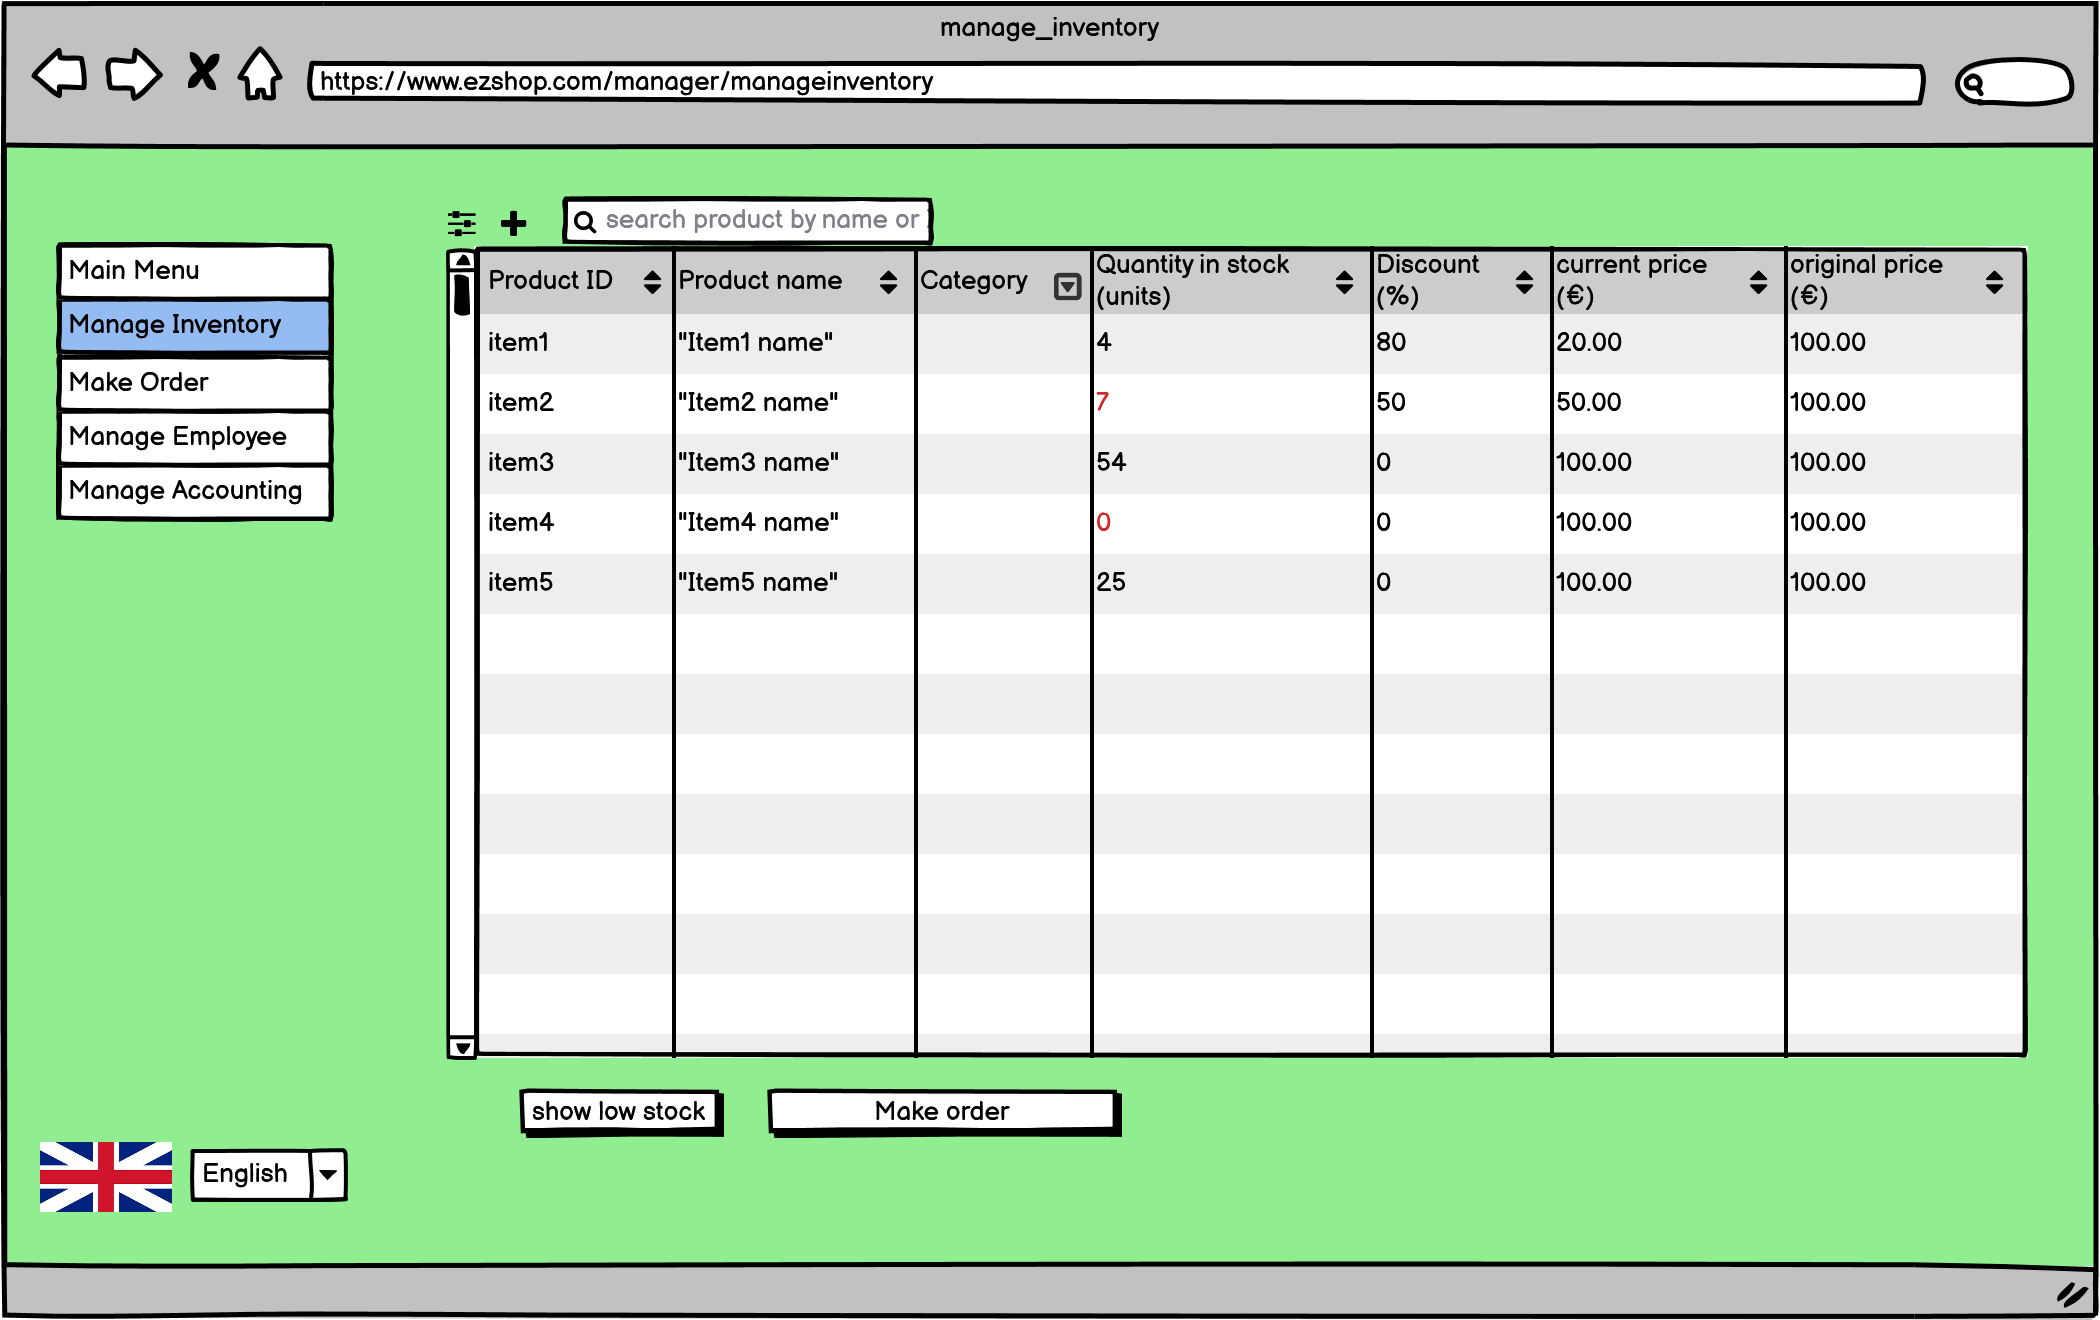 manage_inventory
https://www.ezshop.com/manager/manageinventory
search product by name or
Main Menu
Manage Inventory
Make Order
Manage Employee
Manage Accounting
Product ID Product name Category Quantity in stock (units) Discount (%) current price (€) original price (€)
item1 "Item1 name" 4 80 20.00 100.00
item2 "Item2 name" 7 50 50.00 100.00
item3 "Item3 name" 54 0 100.00 100.00
item4 "Item4 name" 0 0 100.00 100.00
item5 "Item5 name" 25 0 100.00 100.00
show low stock
Make order
English